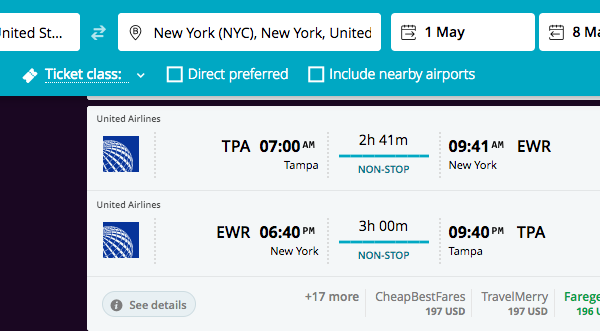 United St...
New York (NYC), New York, United
1 May
8 Ma
Ticket class:
Direct preferred
Include nearby airports
United Airlines
TPA 07:00 AM 2h 41m 09:41 AM EWR
Tampa NON-STOP New York
United Airlines
EWR 06:40 PM 3h 00m 09:40 PM TPA
New York NON-STOP Tampa
See details
+17 more
CheapBestFares
197 USD
TravelMerry
197 USD
Farege
196 U